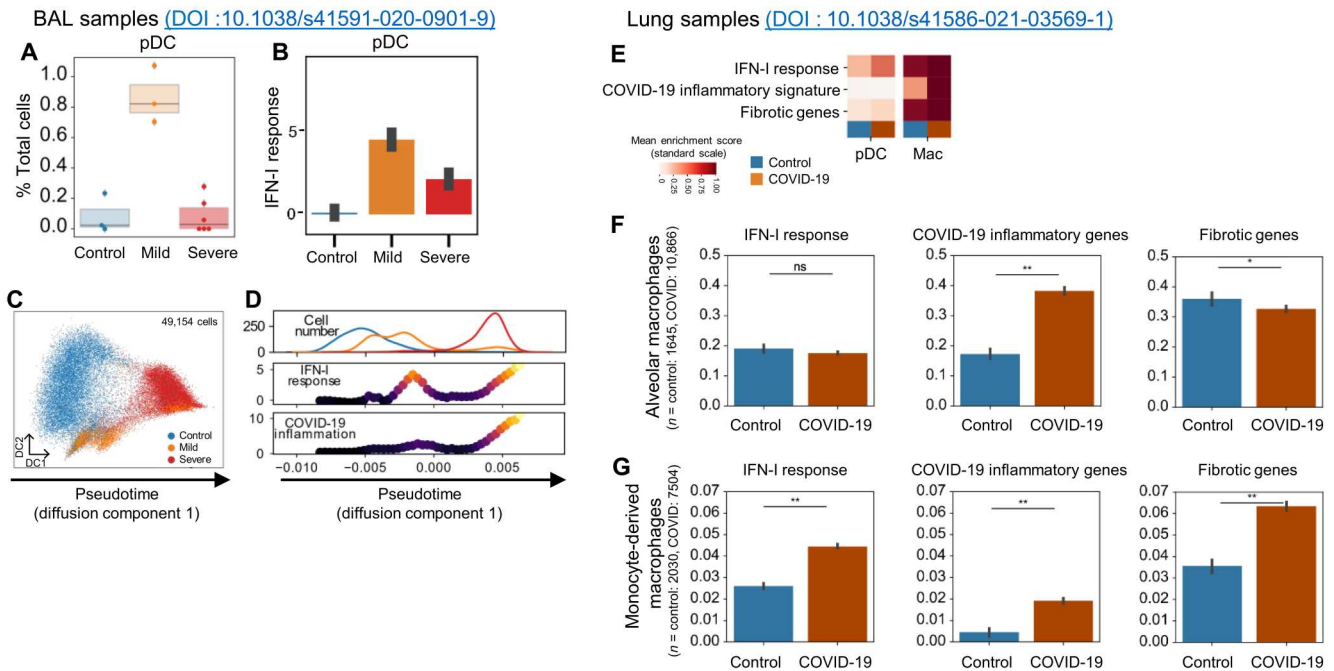 BAL samples (DOI :10.1038/s41591-020-0901-9)
Lung samples (DOI : 10.1038/s41586-021-03569-1)
A
pDC
% Total cells
1.0
0.8
0.6
0.4
0.2
0.0
Control Mild Severe
B
pDC
IFN-I response
5
0
Control Mild Severe
C
49,154 cells
DC2
DC1
Control
Mild
Severe
Pseudotime
(diffusion component 1)
D
Cell
number
250
0
IFN-I
response
5
0
COVID-19
inflammation
10
0
−0.010 −0.005 0.000 0.005
Pseudotime
(diffusion component 1)
E
IFN-I response
COVID-19 inflammatory signature
Fibrotic genes
pDC Mac
Mean enrichment score
(standard scale)
0 0.25 0.50 0.75 1.00
Control
COVID-19
F
Alveolar macrophages
(n = control: 1645, COVID: 10,866)
IFN-I response
ns
0.5
0.4
0.3
0.2
0.1
0.0
Control COVID-19
COVID-19 inflammatory genes
**
0.5
0.4
0.3
0.2
0.1
0.0
Control COVID-19
Fibrotic genes
*
0.5
0.4
0.3
0.2
0.1
0.0
Control COVID-19
G
Monocyte-derived
macrophages
(n = control: 2030, COVID: 7504)
IFN-I response
**
0.07
0.06
0.05
0.04
0.03
0.02
0.01
0.00
Control COVID-19
COVID-19 inflammatory genes
**
0.07
0.06
0.05
0.04
0.03
0.02
0.01
0.00
Control COVID-19
Fibrotic genes
**
0.07
0.06
0.05
0.04
0.03
0.02
0.01
0.00
Control COVID-19